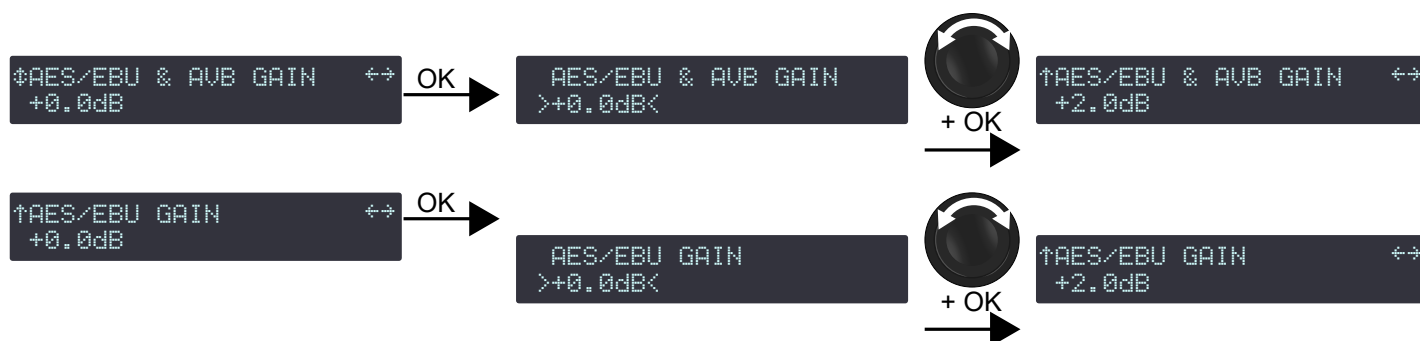 ↕AES/EBU & AVB GAIN ←→
+0.0dB
OK
AES/EBU & AVB GAIN
>+0.0dB<
+ OK
↑AES/EBU & AVB GAIN ←→
+2.0dB
↑AES/EBU GAIN ←→
+0.0dB
OK
AES/EBU GAIN
>+0.0dB<
+ OK
↑AES/EBU GAIN ←→
+2.0dB